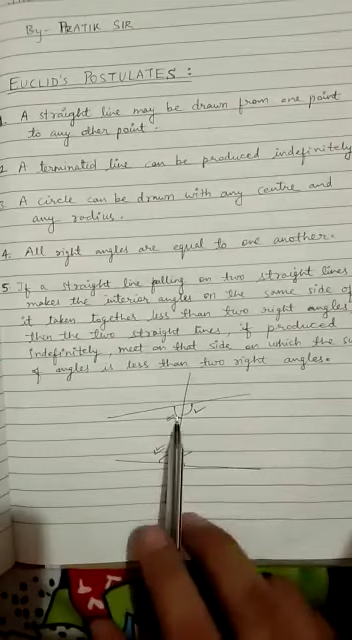 By- PRATIK SIR
EUCLID'S POSTULATES :
1. A straight line may be drawn from one point
to any other point.
2 A terminated line can be produced indefinitely
3 A circle can be drawn with any centre and
any radius.
4. All right angles are equal to one another.
5 If a straight line falling on two straight lines
makes the interior angles on the same side of
it taken together less than two right angles
then the two straight lines, if produced
indefinitely, meet on that side on which the su
of angles is less than two right angles.